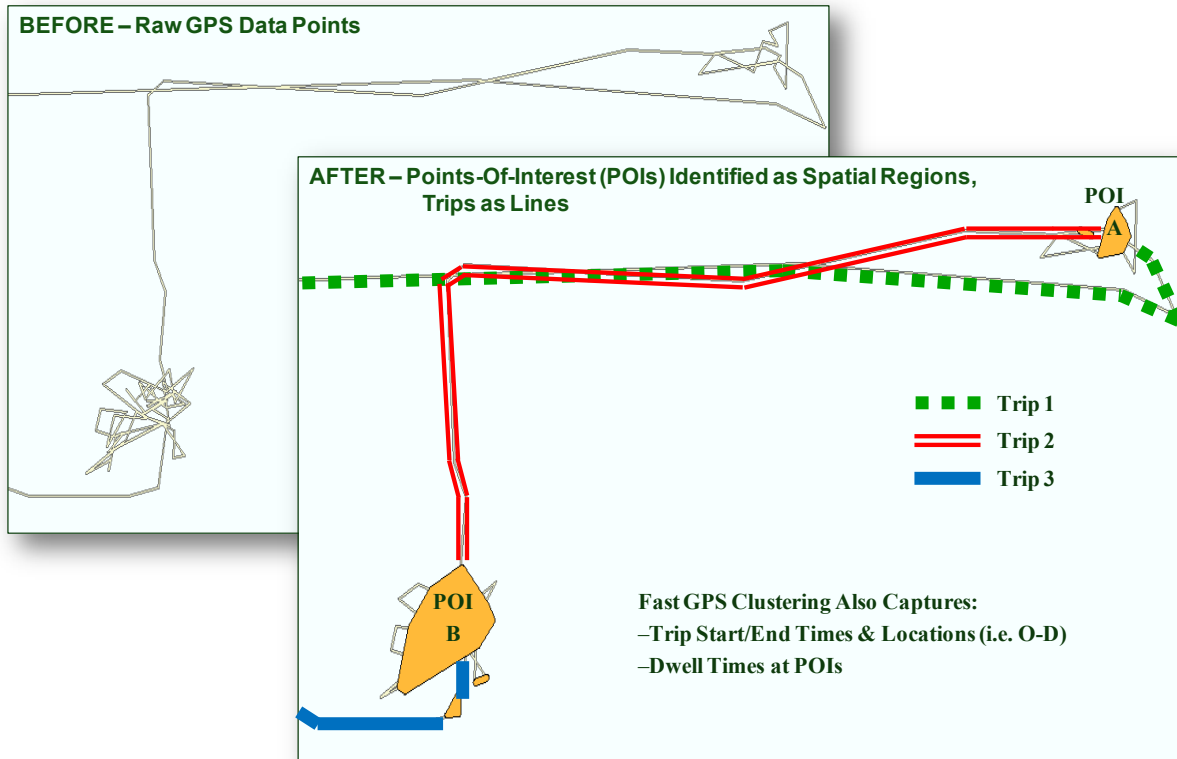 BEFORE – Raw GPS Data Points
AFTER – Points-Of-Interest (POIs) Identified as Spatial Regions,
Trips as Lines
POI
A
Trip 1
Trip 2
Trip 3
POI
B
Fast GPS Clustering Also Captures:
–Trip Start/End Times & Locations (i.e. O-D)
–Dwell Times at POIs